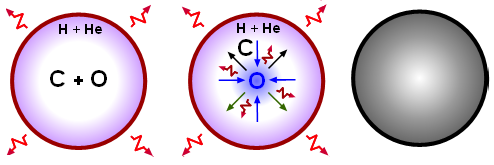 H + He
C + O
H + He
C
O